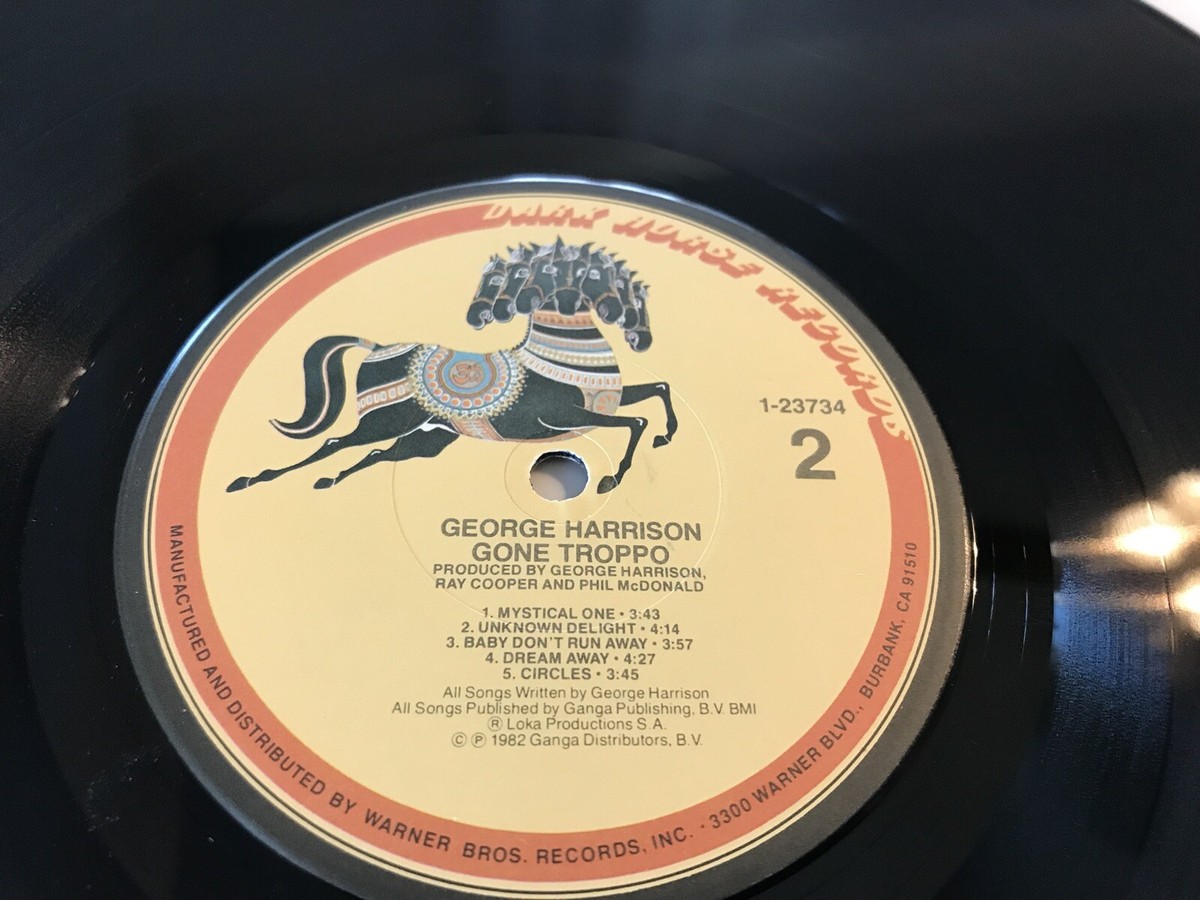 DARK HORSE RECORDS
1-23734
2
GEORGE HARRISON
GONE TROPPO
PRODUCED BY GEORGE HARRISON,
RAY COOPER AND PHIL McDONALD
1. MYSTICAL ONE • 3:43
2. UNKNOWN DELIGHT • 4:14
3. BABY DON'T RUN AWAY • 3:57
4. DREAM AWAY • 4:27
5. CIRCLES • 3:45
All Songs Written by George Harrison
All Songs Published by Ganga Publishing, B.V. BMI
Ⓡ Loka Productions S.A.
© ℗ 1982 Ganga Distributors, B.V.
MANUFACTURED AND DISTRIBUTED BY WARNER BROS. RECORDS, INC. • 3300 WARNER BLVD., BURBANK, CA 91510